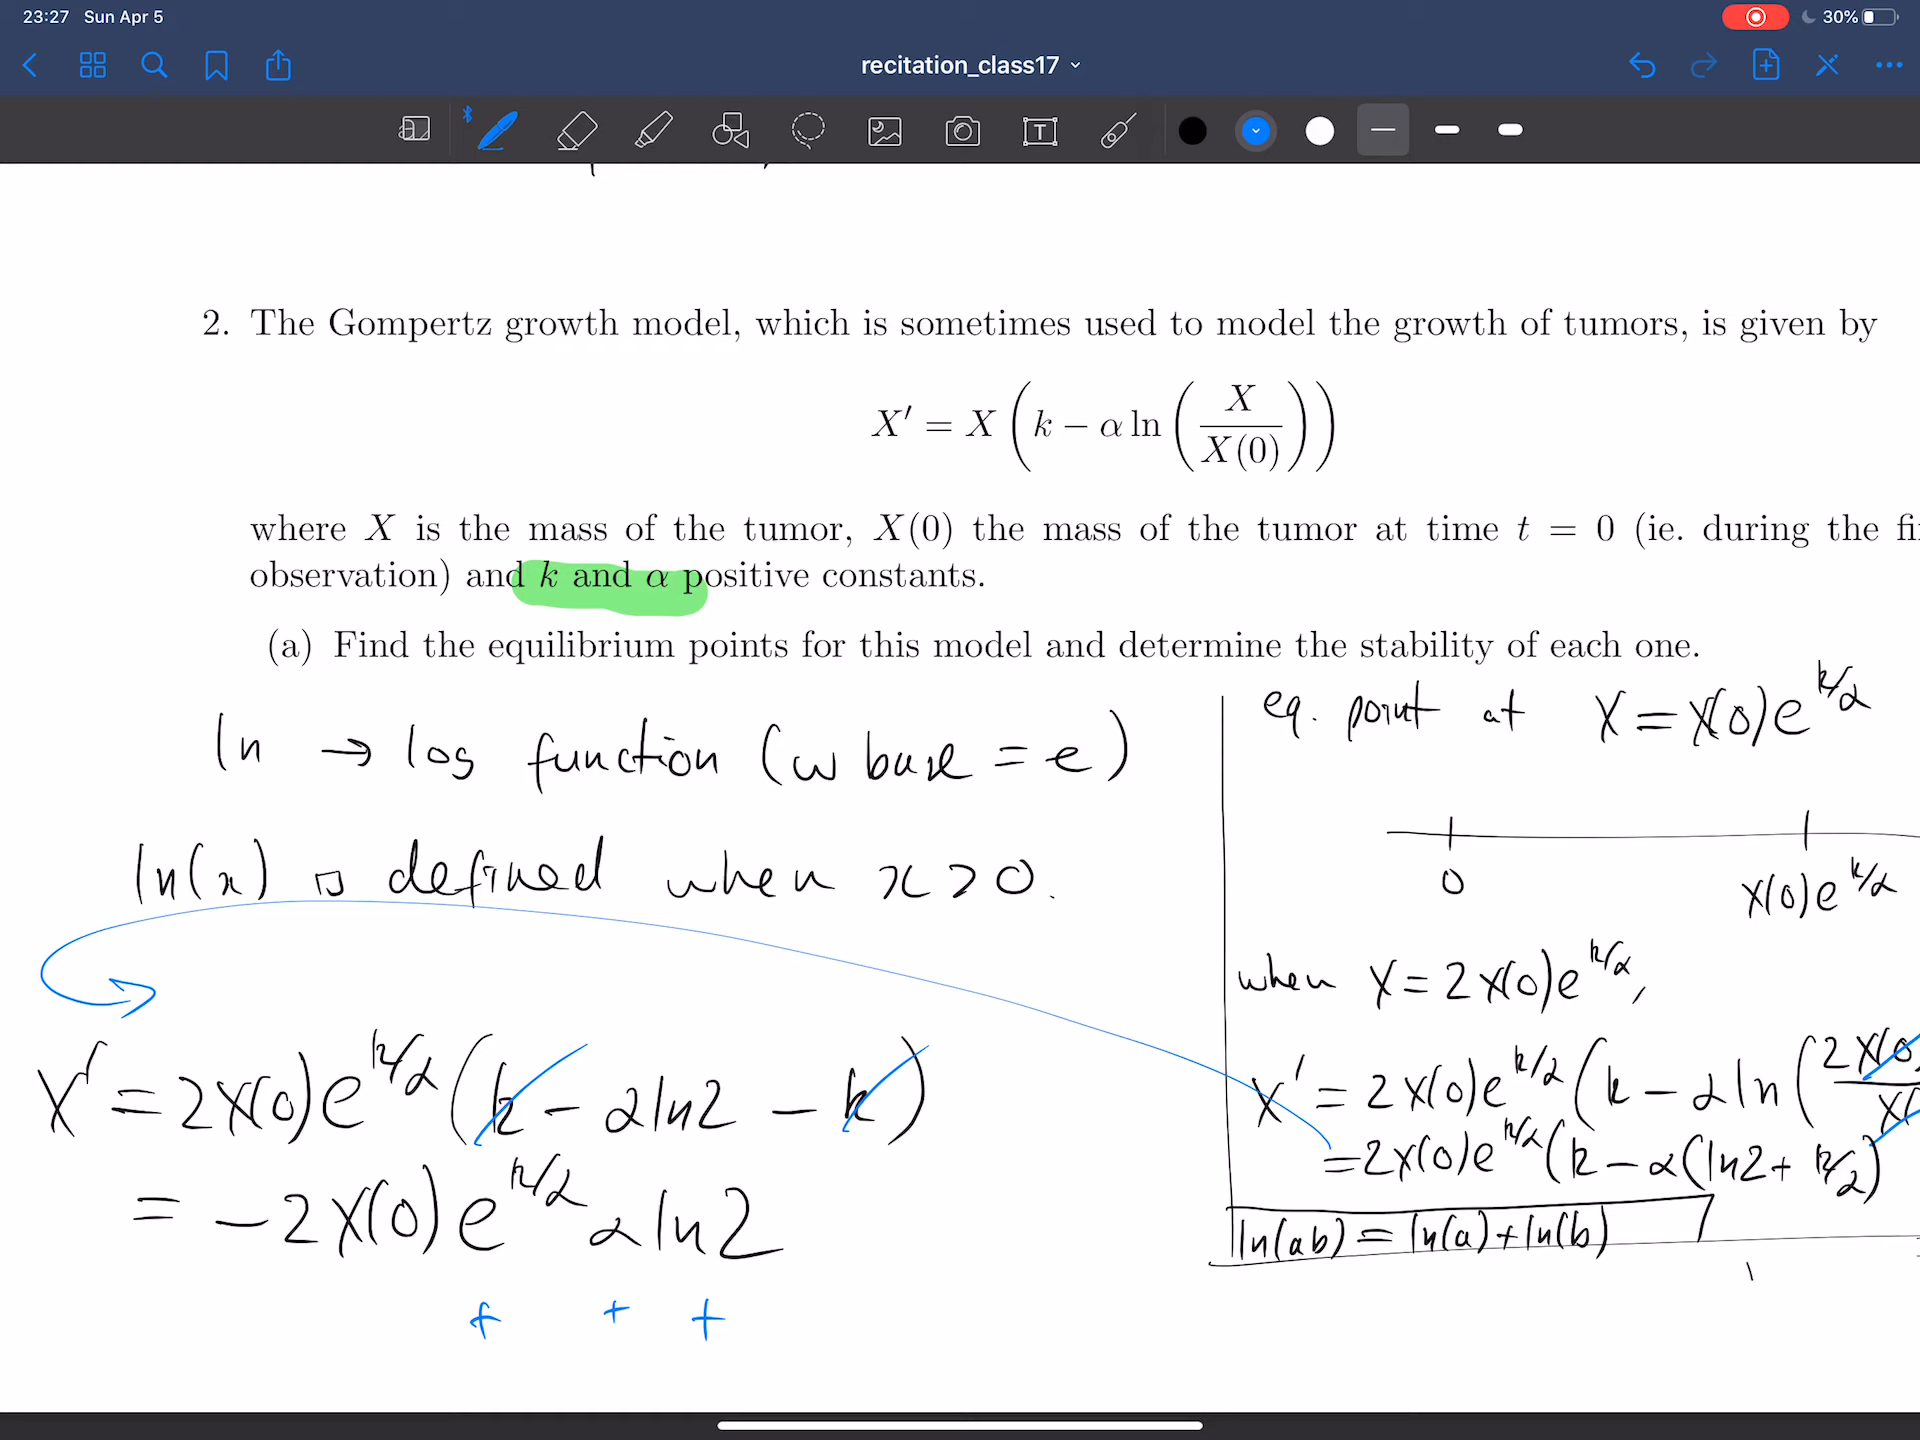 23:27 Sun Apr 5 30%
recitation_class17
2. The Gompertz growth model, which is sometimes used to model the growth of tumors, is given by
X′ = X (k − α ln (X / X(0)))
where X is the mass of the tumor, X(0) the mass of the tumor at time t = 0 (ie. during the fi
observation) and k and α positive constants.
(a) Find the equilibrium points for this model and determine the stability of each one.
ln → log function (w base = e)
ln(x) is defined when x > 0.
X' = 2X(0)e^{k/α} (k − α ln2 − k)
= −2X(0) e^{k/α} α ln2
+ + +
eq. point at X = X(0)e^{k/α}
0 X(0)e^{k/α}
when X = 2X(0)e^{k/α},
X' = 2X(0)e^{k/α} (k − α ln (2X(0) / X(
= 2X(0)e^{k/α} (k − α(ln2 + k/α)
ln(ab) = ln(a) + ln(b)